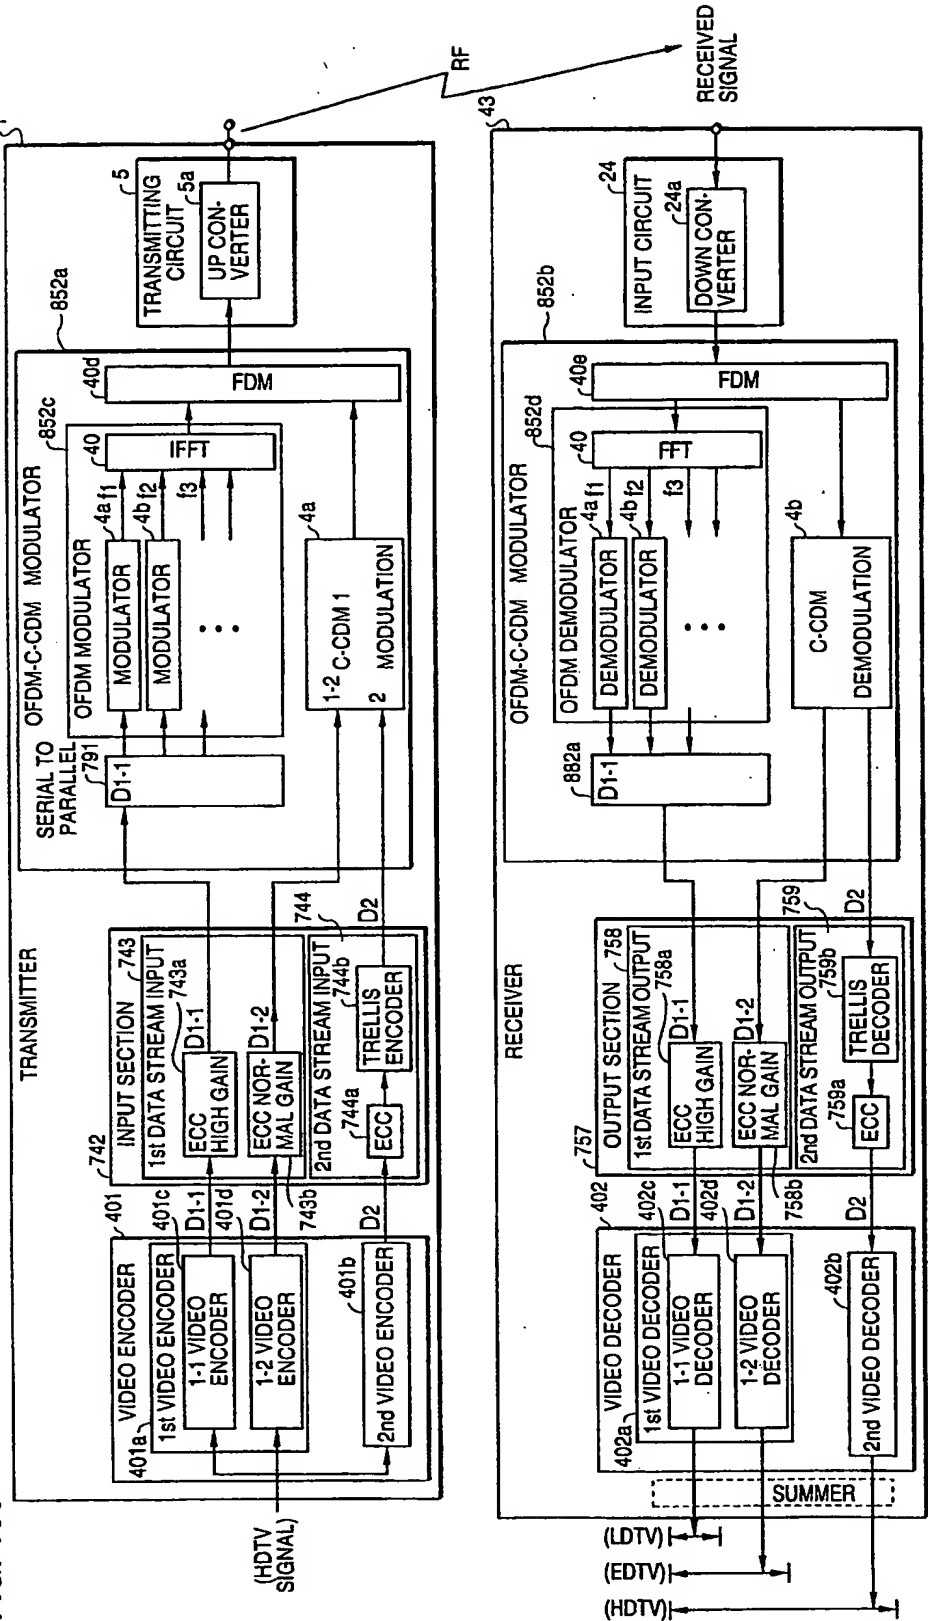 TRANSMITTER
(HDTV
SIGNAL)
401
VIDEO ENCODER
401a
1st VIDEO ENCODER
401c
1-1 VIDEO
ENCODER
401d
1-2 VIDEO
ENCODER
401b
2nd VIDEO ENCODER
D1-1
D1-2
D2
742
INPUT SECTION
743
1st DATA STREAM INPUT
743a
ECC
HIGH GAIN
D1-1
ECC NOR-
MAL GAIN
D1-2
743b
744
2nd DATA STREAM INPUT
744a
ECC
744b
TRELLIS
ENCODER
D2
SERIAL TO
PARALLEL
791
D1-1
OFDM-C-CDM MODULATOR
852a
OFDM MODULATOR
852c
MODULATOR
4a
f1
MODULATOR
4b
f2
f3
40
IFFT
1-2
C-CDM 1
2
MODULATION
4a
40d
FDM
TRANSMITTING
CIRCUIT
5
5a
UP CON-
VERTER
RF
RECEIVED
SIGNAL
RECEIVER
43
INPUT CIRCUIT
24
24a
DOWN CON-
VERTER
OFDM-C-CDM MODULATOR
852b
40e
FDM
OFDM DEMODULATOR
852d
40
FFT
DEMODULATOR
4a
f1
DEMODULATOR
4b
f2
f3
882a
D1-1
C-CDM
DEMODULATION
4b
757
OUTPUT SECTION
758
1st DATA STREAM OUTPUT
758a
ECC
HIGH GAIN
D1-1
ECC NOR-
MAL GAIN
D1-2
758b
759
2nd DATA STREAM OUTPUT
759a
ECC
759b
TRELLIS
DECODER
D2
402
VIDEO DECODER
402a
1st VIDEO DECODER
402c
1-1 VIDEO
DECODER
D1-1
402d
1-2 VIDEO
DECODER
D1-2
402b
2nd VIDEO DECODER
D2
SUMMER
(LDTV)
(EDTV)
(HDTV)